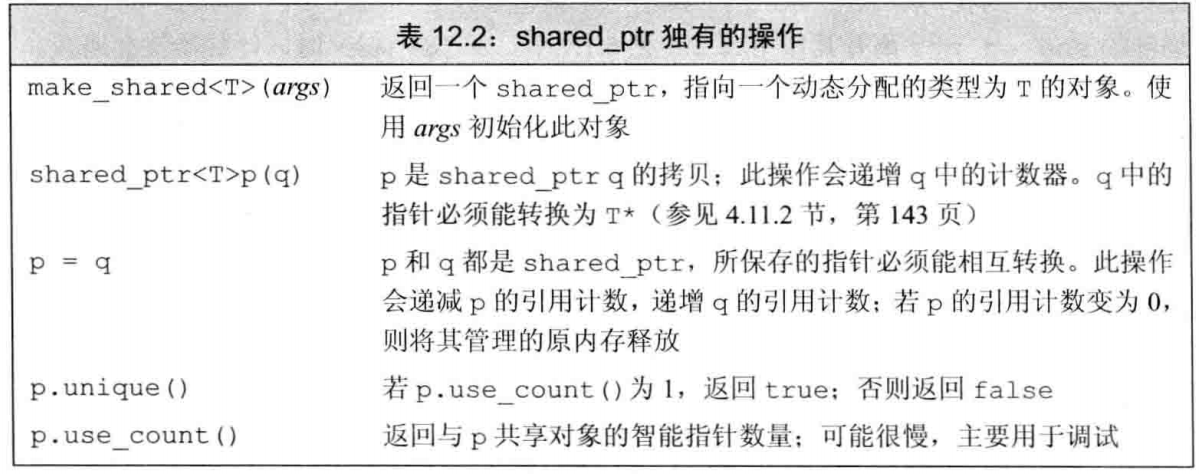 表 12.2：shared_ptr 独有的操作
make_shared<T>(args) 返回一个 shared_ptr，指向一个动态分配的类型为 T 的对象。使
用 args 初始化此对象
shared_ptr<T>p(q) p 是 shared_ptr q 的拷贝；此操作会递增 q 中的计数器。q 中的
指针必须能转换为 T*（参见 4.11.2 节，第 143 页）
p = q p 和 q 都是 shared_ptr，所保存的指针必须能相互转换。此操作
会递减 p 的引用计数，递增 q 的引用计数；若 p 的引用计数变为 0，
则将其管理的原内存释放
p.unique() 若 p.use_count()为 1，返回 true；否则返回 false
p.use_count() 返回与 p 共享对象的智能指针数量；可能很慢，主要用于调试